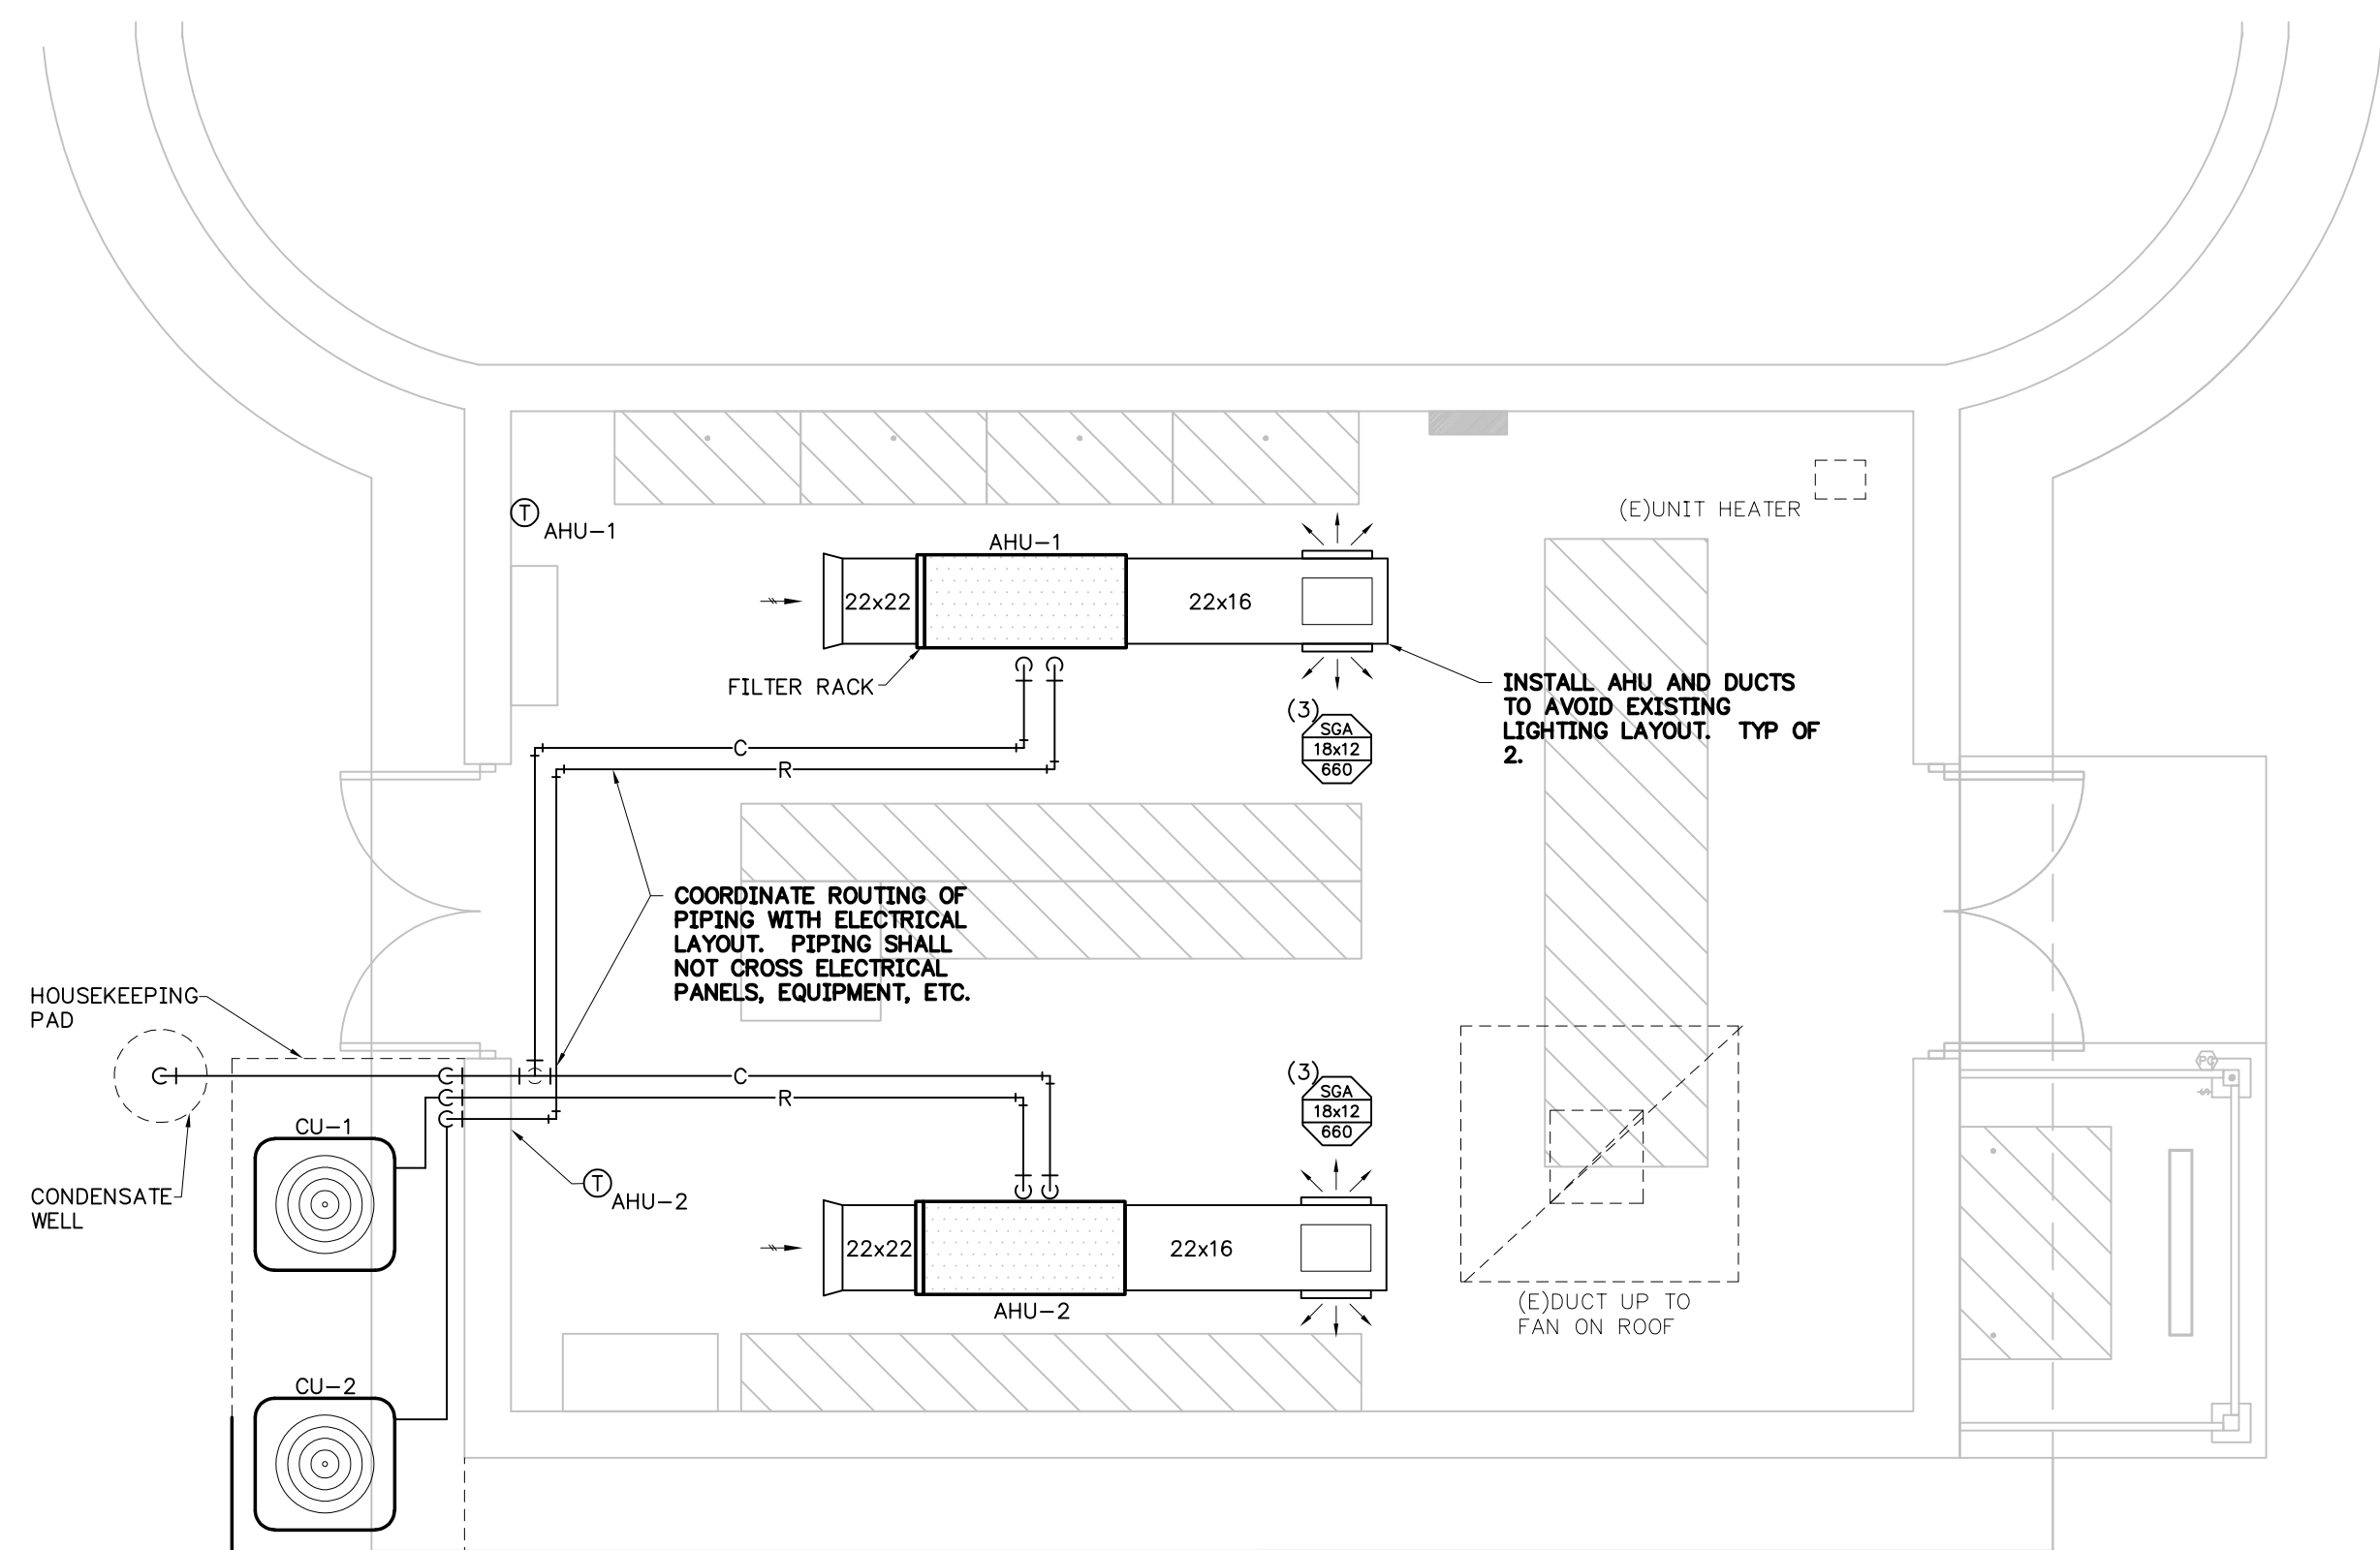 (E)UNIT HEATER
T
AHU-1
AHU-1
22x22
22x16
FILTER RACK
INSTALL AHU AND DUCTS
TO AVOID EXISTING
LIGHTING LAYOUT. TYP OF
2.
(3)
SGA
18x12
660
C
R
COORDINATE ROUTING OF
PIPING WITH ELECTRICAL
LAYOUT. PIPING SHALL
NOT CROSS ELECTRICAL
PANELS, EQUIPMENT, ETC.
HOUSEKEEPING
PAD
C
R
(3)
SGA
18x12
660
CU-1
CONDENSATE
WELL
T
AHU-2
22x22
22x16
AHU-2
(E)DUCT UP TO
FAN ON ROOF
CU-2